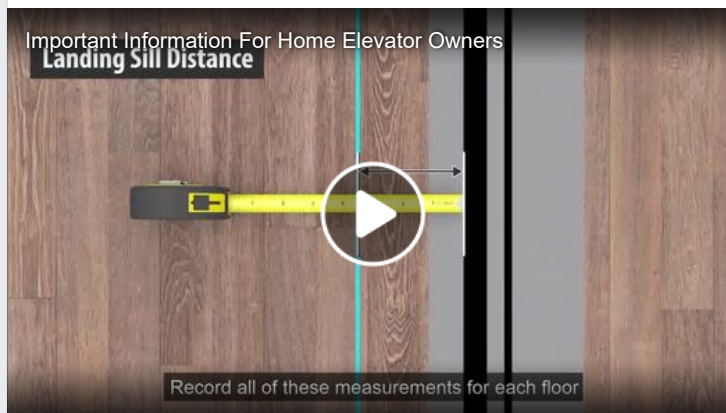 Important Information For Home Elevator Owners
Landing Sill Distance
Record all of these measurements for each floor